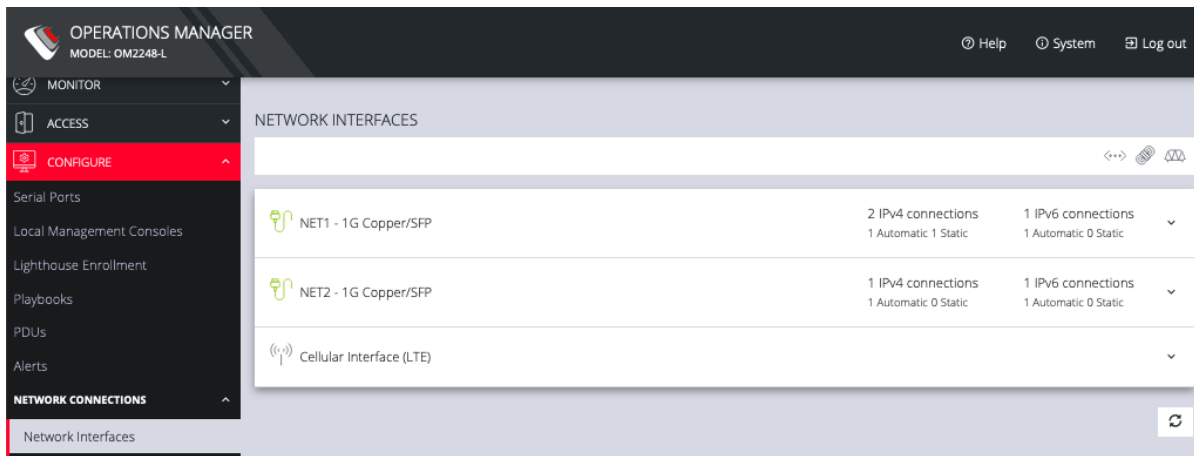 OPERATIONS MANAGER
MODEL: OM2248-L
Help
System
Log out
MONITOR
ACCESS
CONFIGURE
Serial Ports
Local Management Consoles
Lighthouse Enrollment
Playbooks
PDUs
Alerts
NETWORK CONNECTIONS
Network Interfaces
NETWORK INTERFACES
NET1 - 1G Copper/SFP
2 IPv4 connections
1 Automatic 1 Static
1 IPv6 connections
1 Automatic 0 Static
NET2 - 1G Copper/SFP
1 IPv4 connections
1 Automatic 0 Static
1 IPv6 connections
1 Automatic 0 Static
Cellular Interface (LTE)